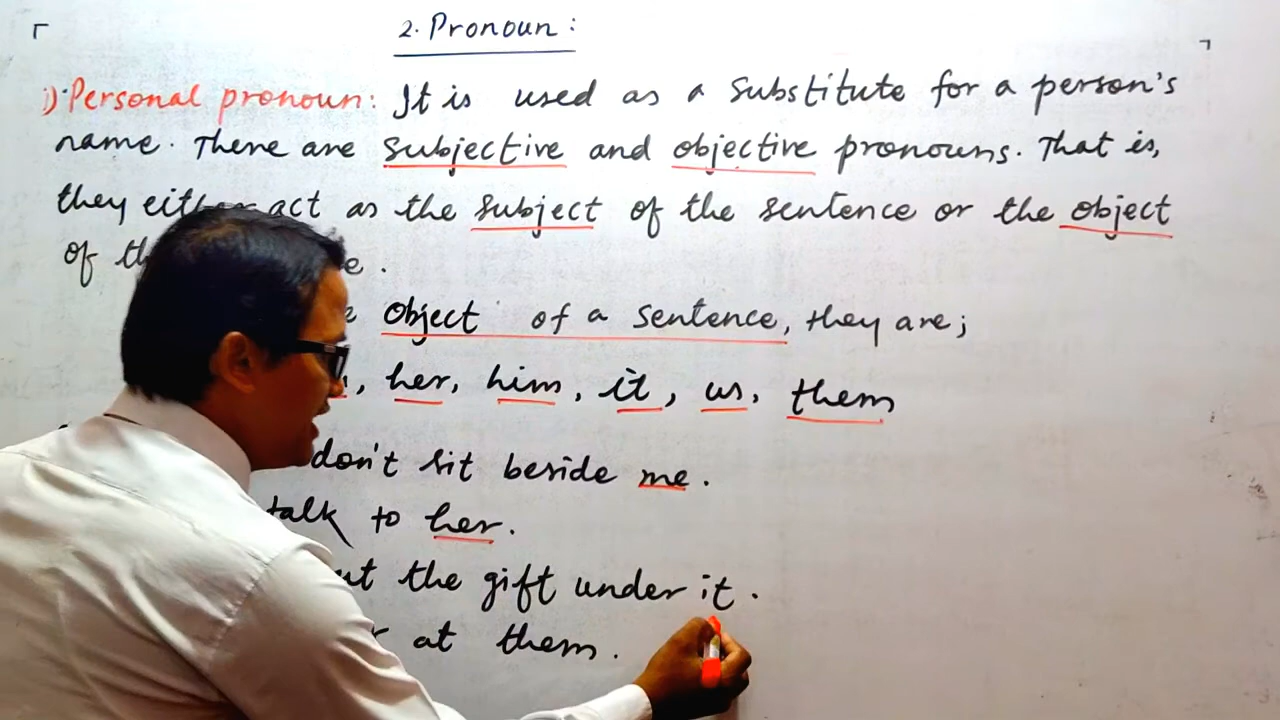 2. Pronoun:
i) Personal pronoun: It is used as a substitute for a person's
name. There are subjective and objective pronouns. That is,
they either act as the subject of the sentence or the object
of
object of a sentence, they are;
her, him, it, us, them
don't sit beside me.
talk to her.
the gift under it.
at them.